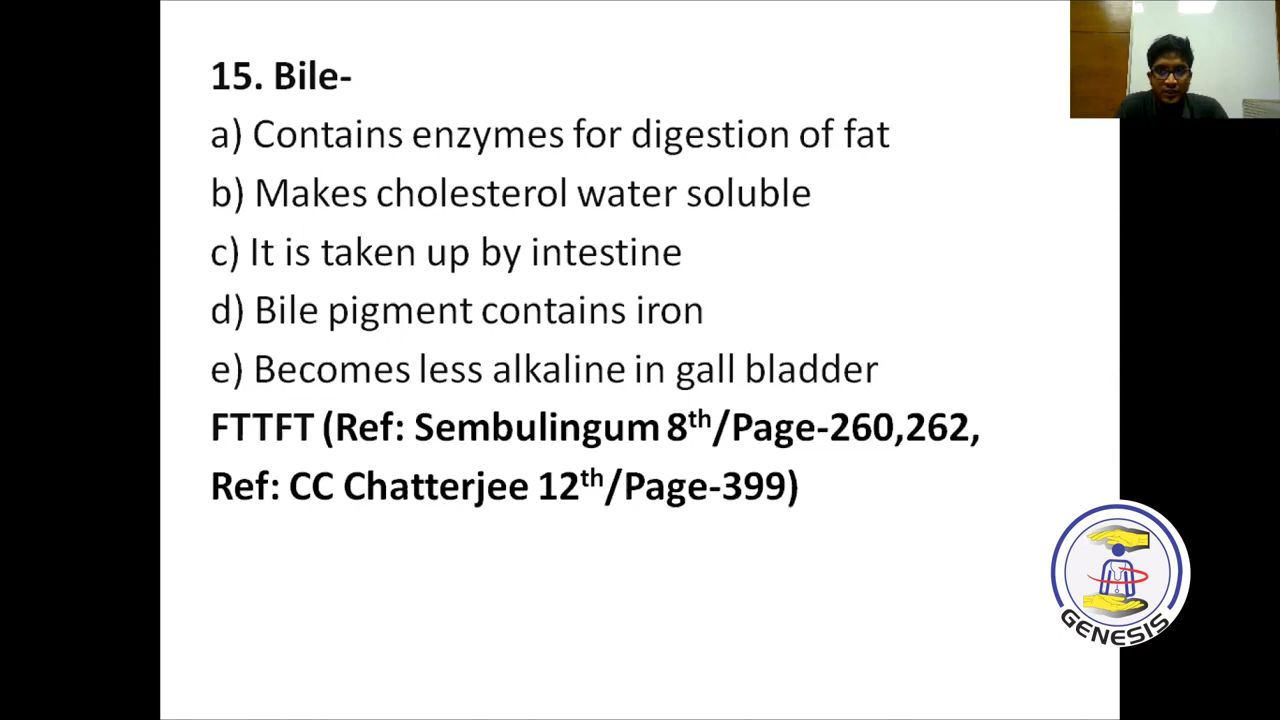 15. Bile-
a) Contains enzymes for digestion of fat
b) Makes cholesterol water soluble
c) It is taken up by intestine
d) Bile pigment contains iron
e) Becomes less alkaline in gall bladder
FTTFT (Ref: Sembulingum 8th/Page-260,262,
Ref: CC Chatterjee 12th/Page-399)
GENESIS